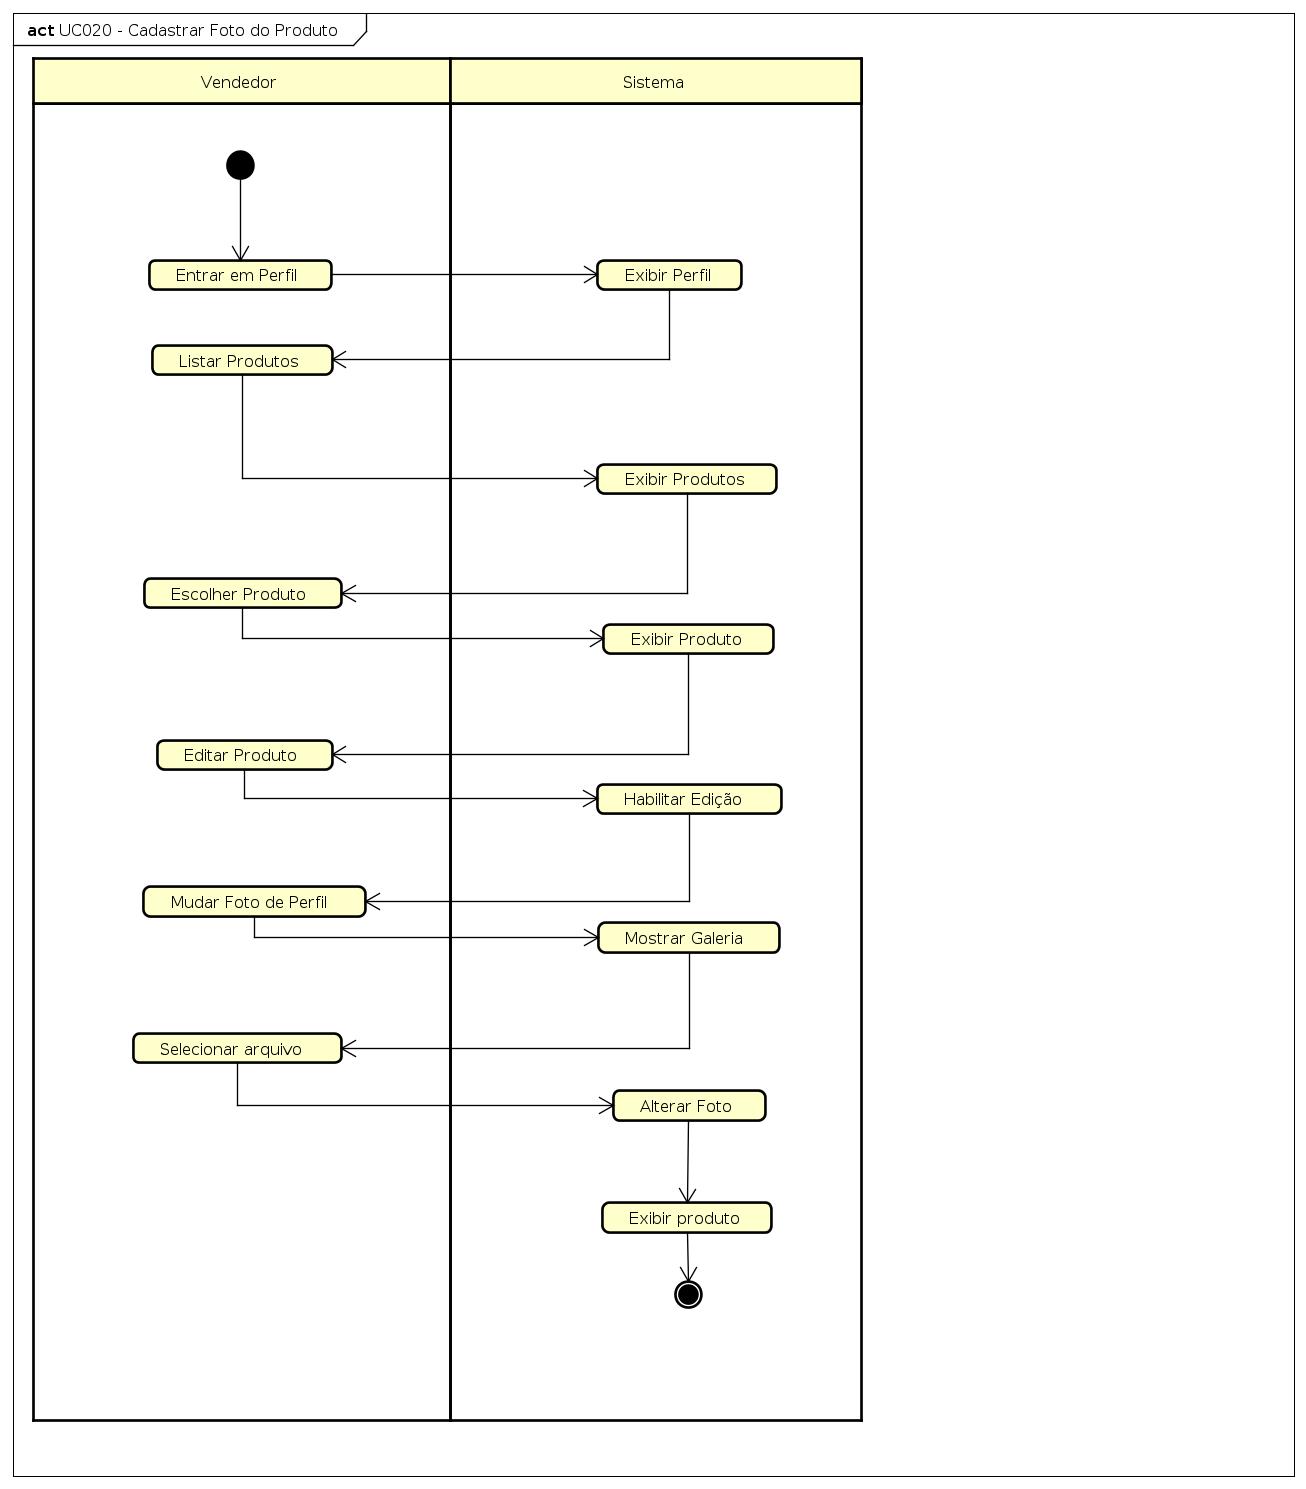 act UC020 - Cadastrar Foto do Produto
Vendedor
Sistema
Entrar em Perfil
Exibir Perfil
Listar Produtos
Exibir Produtos
Escolher Produto
Exibir Produto
Editar Produto
Habilitar Edição
Mudar Foto de Perfil
Mostrar Galeria
Selecionar arquivo
Alterar Foto
Exibir produto